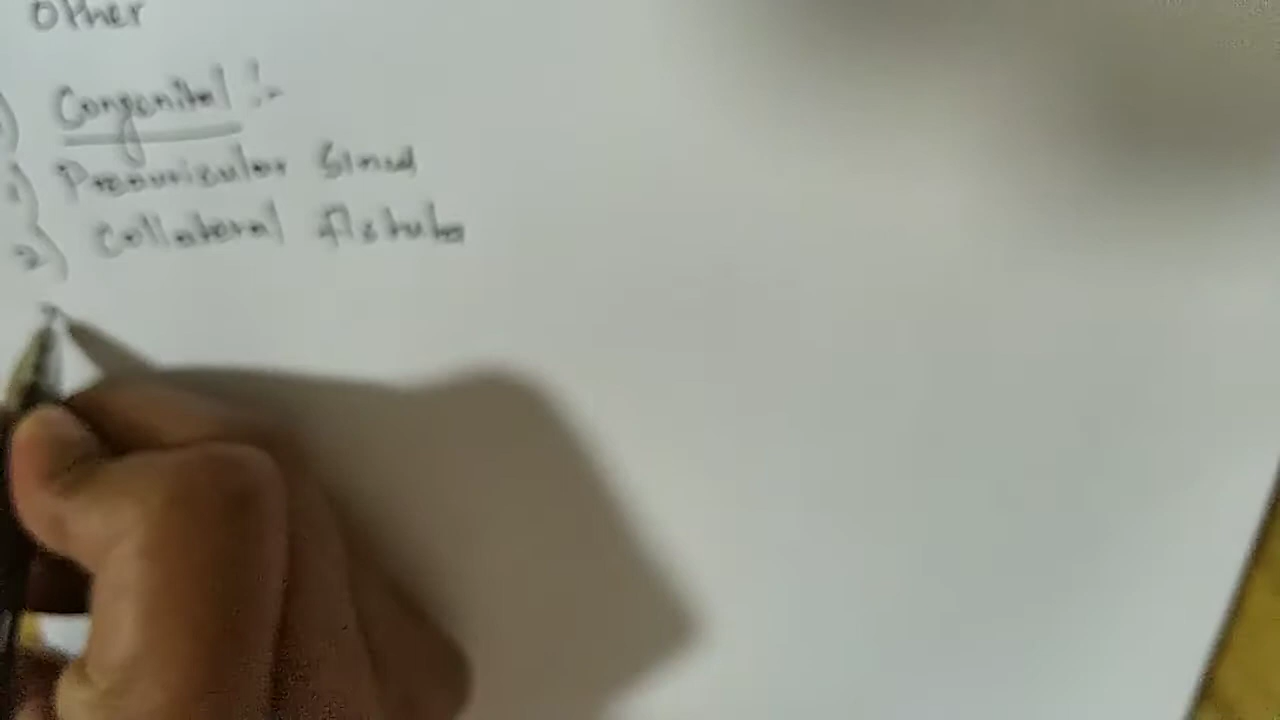 Other
) Congenital :-
1) Preauricular Sinus
2) Collateral fistula